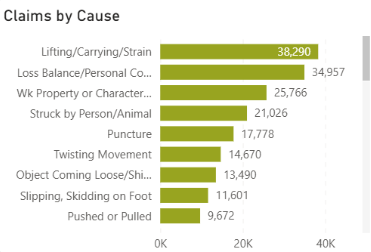 Claims by Cause
Lifting/Carrying/Strain 38,290
Loss Balance/Personal Co... 34,957
Wk Property or Character... 25,766
Struck by Person/Animal 21,026
Puncture 17,778
Twisting Movement 14,670
Object Coming Loose/Shi... 13,490
Slipping, Skidding on Foot 11,601
Pushed or Pulled 9,672
0K 20K 40K